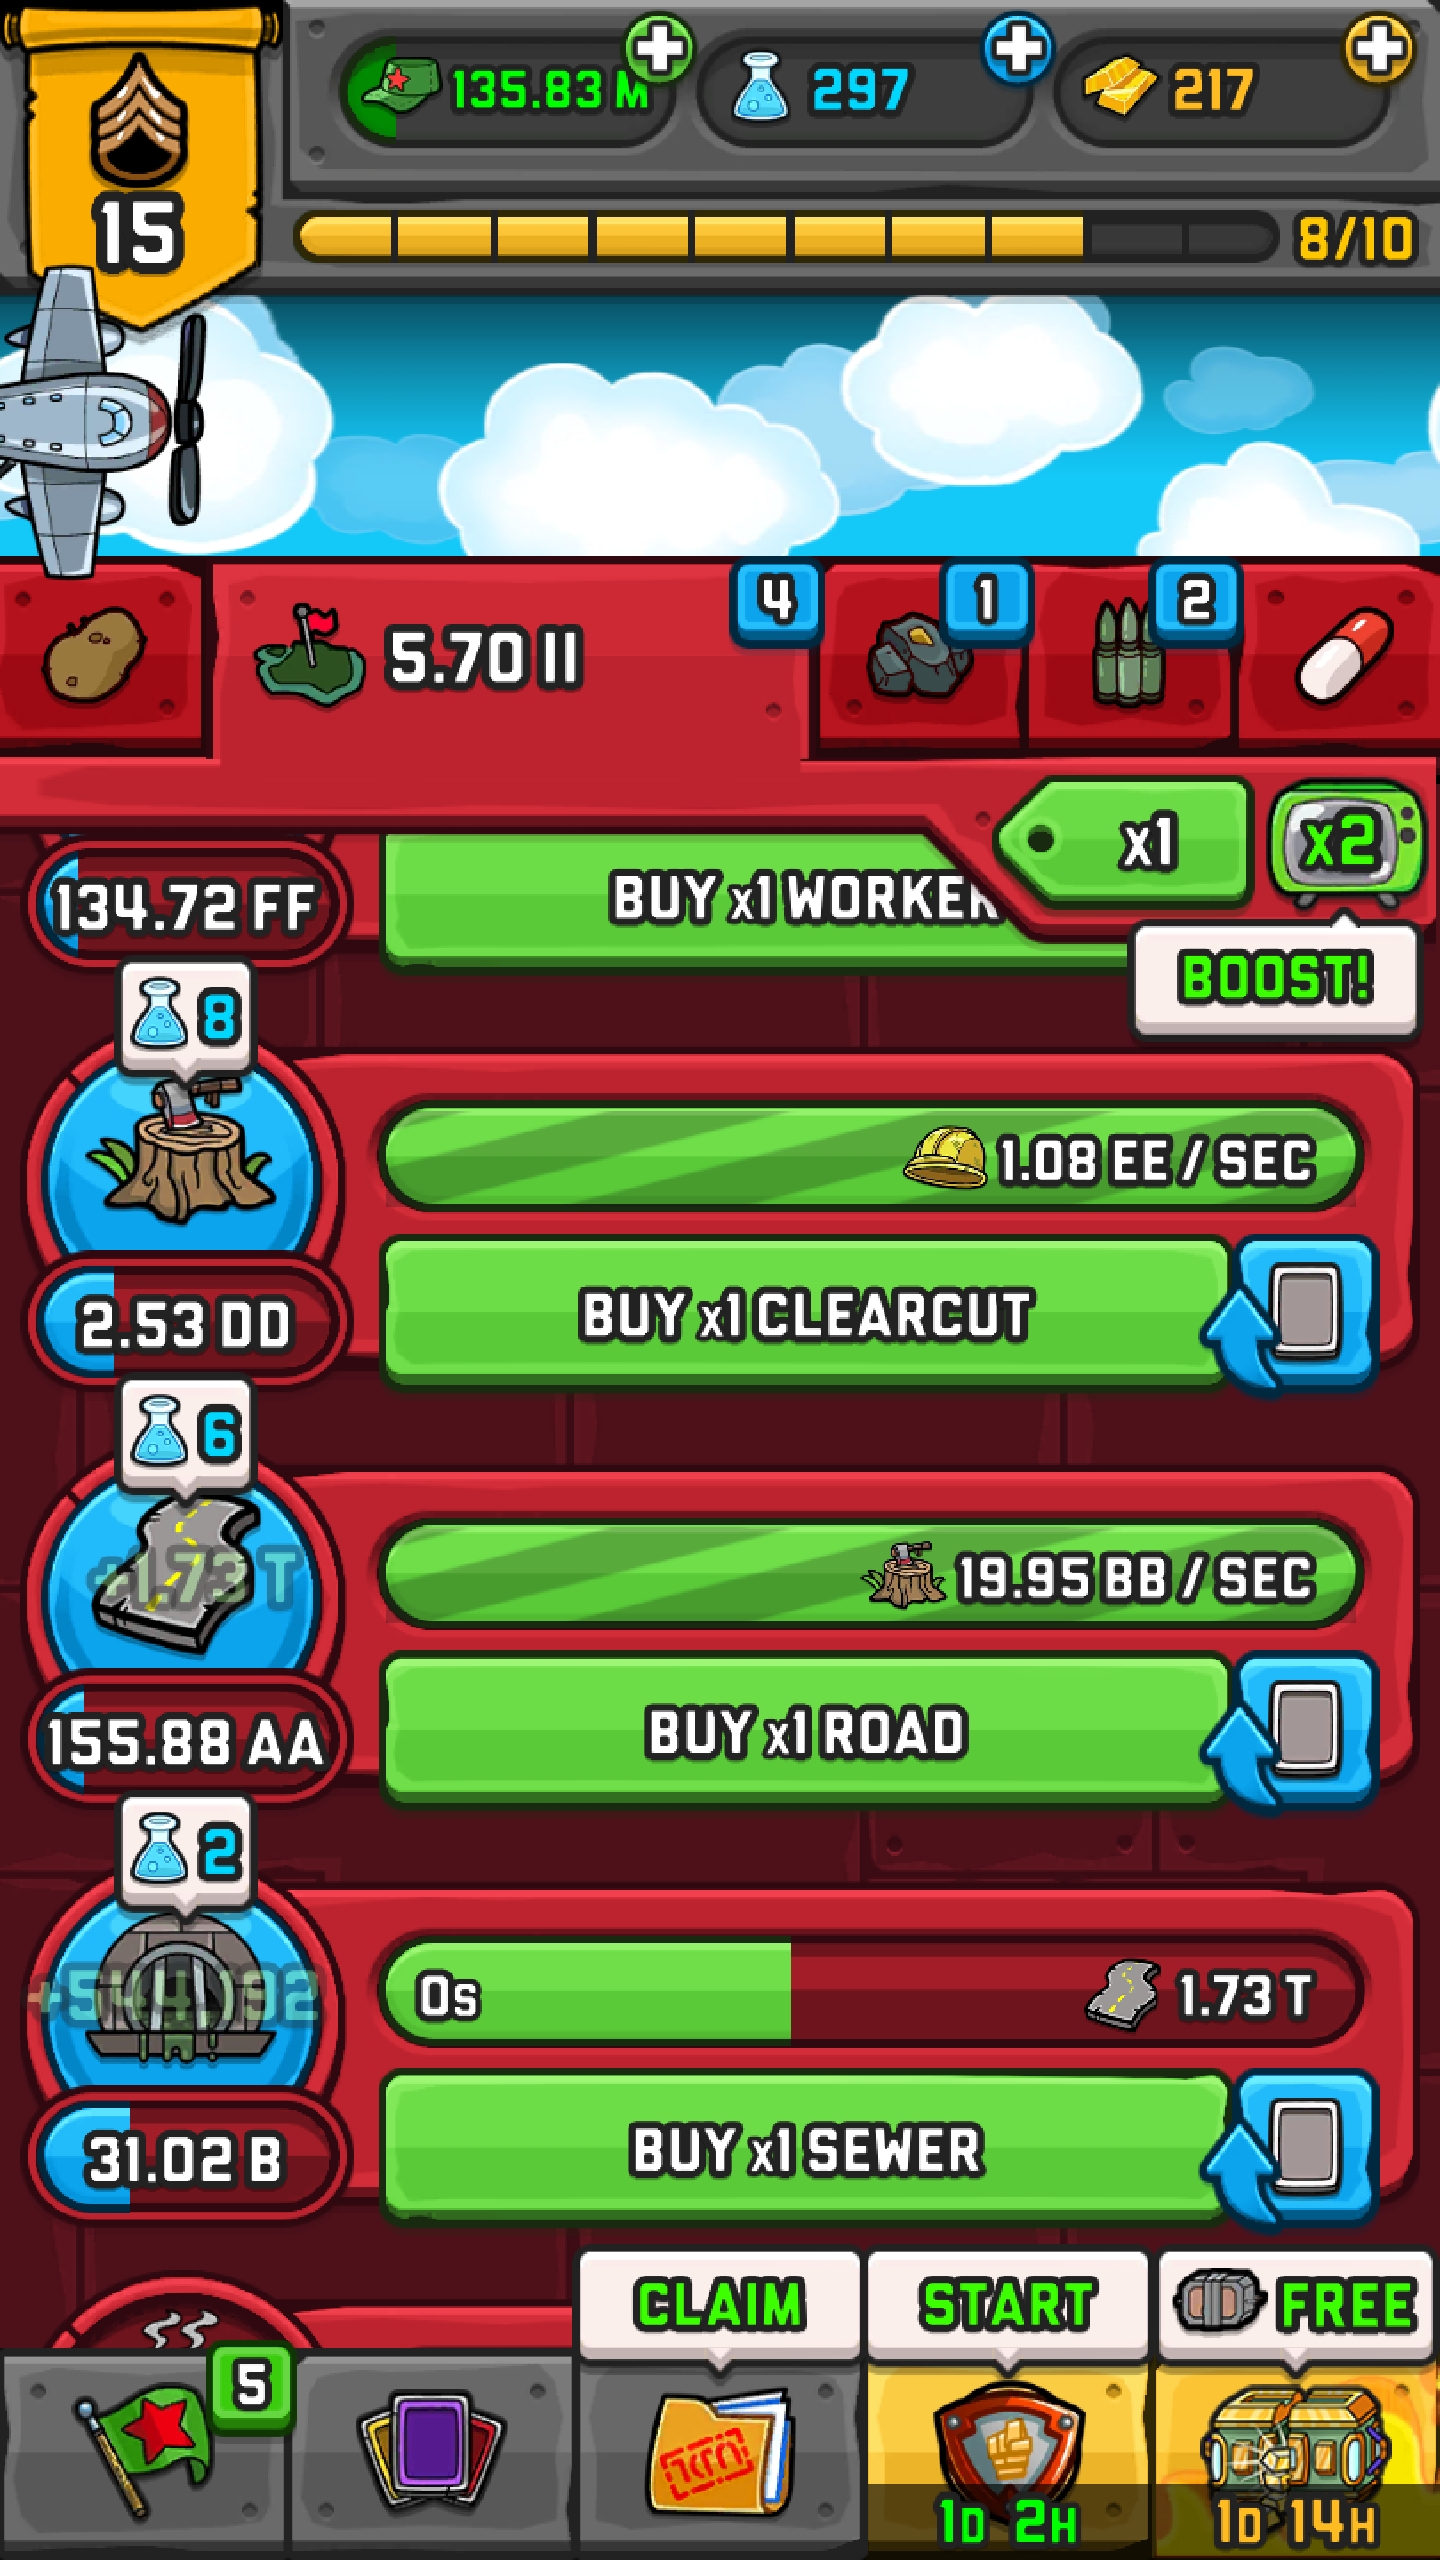 135.83 M
297
217
15
8/10
5.70 II
4
1
2
x1
x2
134.72 FF
BUY x1 WORKER
BOOST!
8
1.08 EE / SEC
2.53 DD
BUY x1 CLEARCUT
6
+1.73 T
19.95 BB / SEC
155.88 AA
BUY x1 ROAD
2
0s
1.73 T
31.02 B
BUY x1 SEWER
CLAIM
START
FREE
5
1D 2H
1D 14H